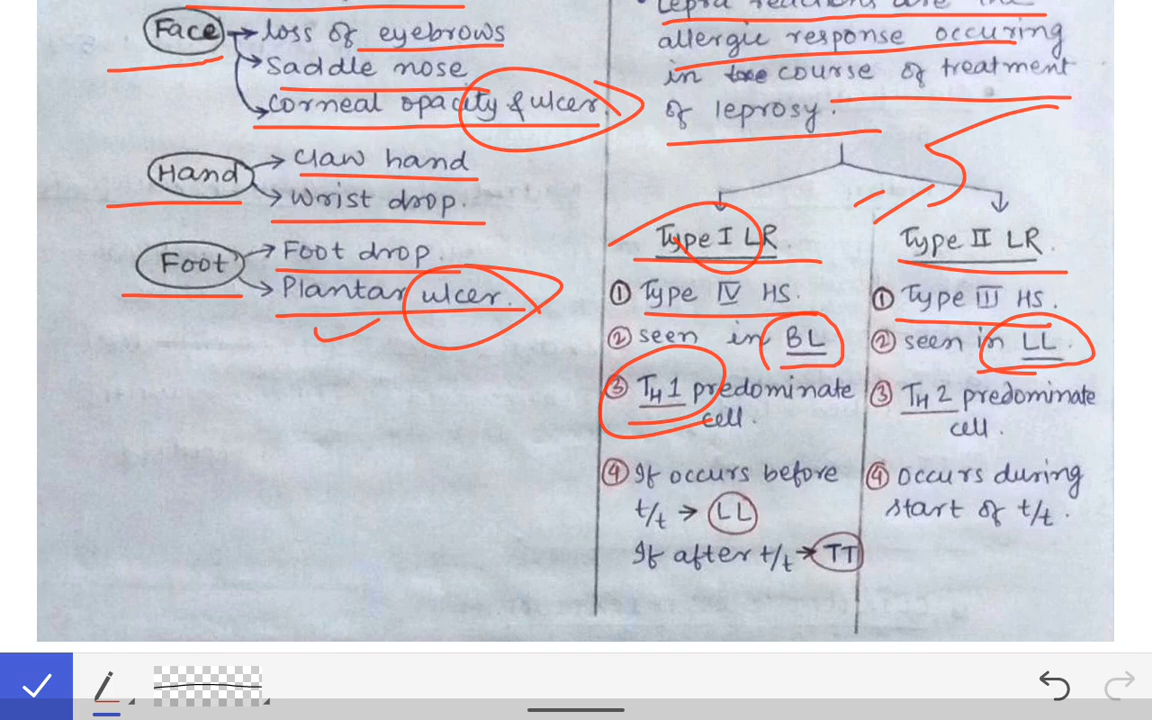 Face → loss of eyebrows
→ Saddle nose
→ Corneal opacity & ulcer.
Hand → Claw hand
→ Wrist drop.
Foot → Foot drop
→ Plantar ulcer.
• Lepra reactions are the
allergic response occuring
in course of treatment
of leprosy.
Type I LR
① Type IV HS.
② seen in BL
③ TH1 predominate
cell.
④ If occurs before
t/t → LL
If after t/t → TT
Type II LR.
① Type III HS.
② seen in LL
③ TH2 predominate
cell.
④ Occurs during
start of t/t.